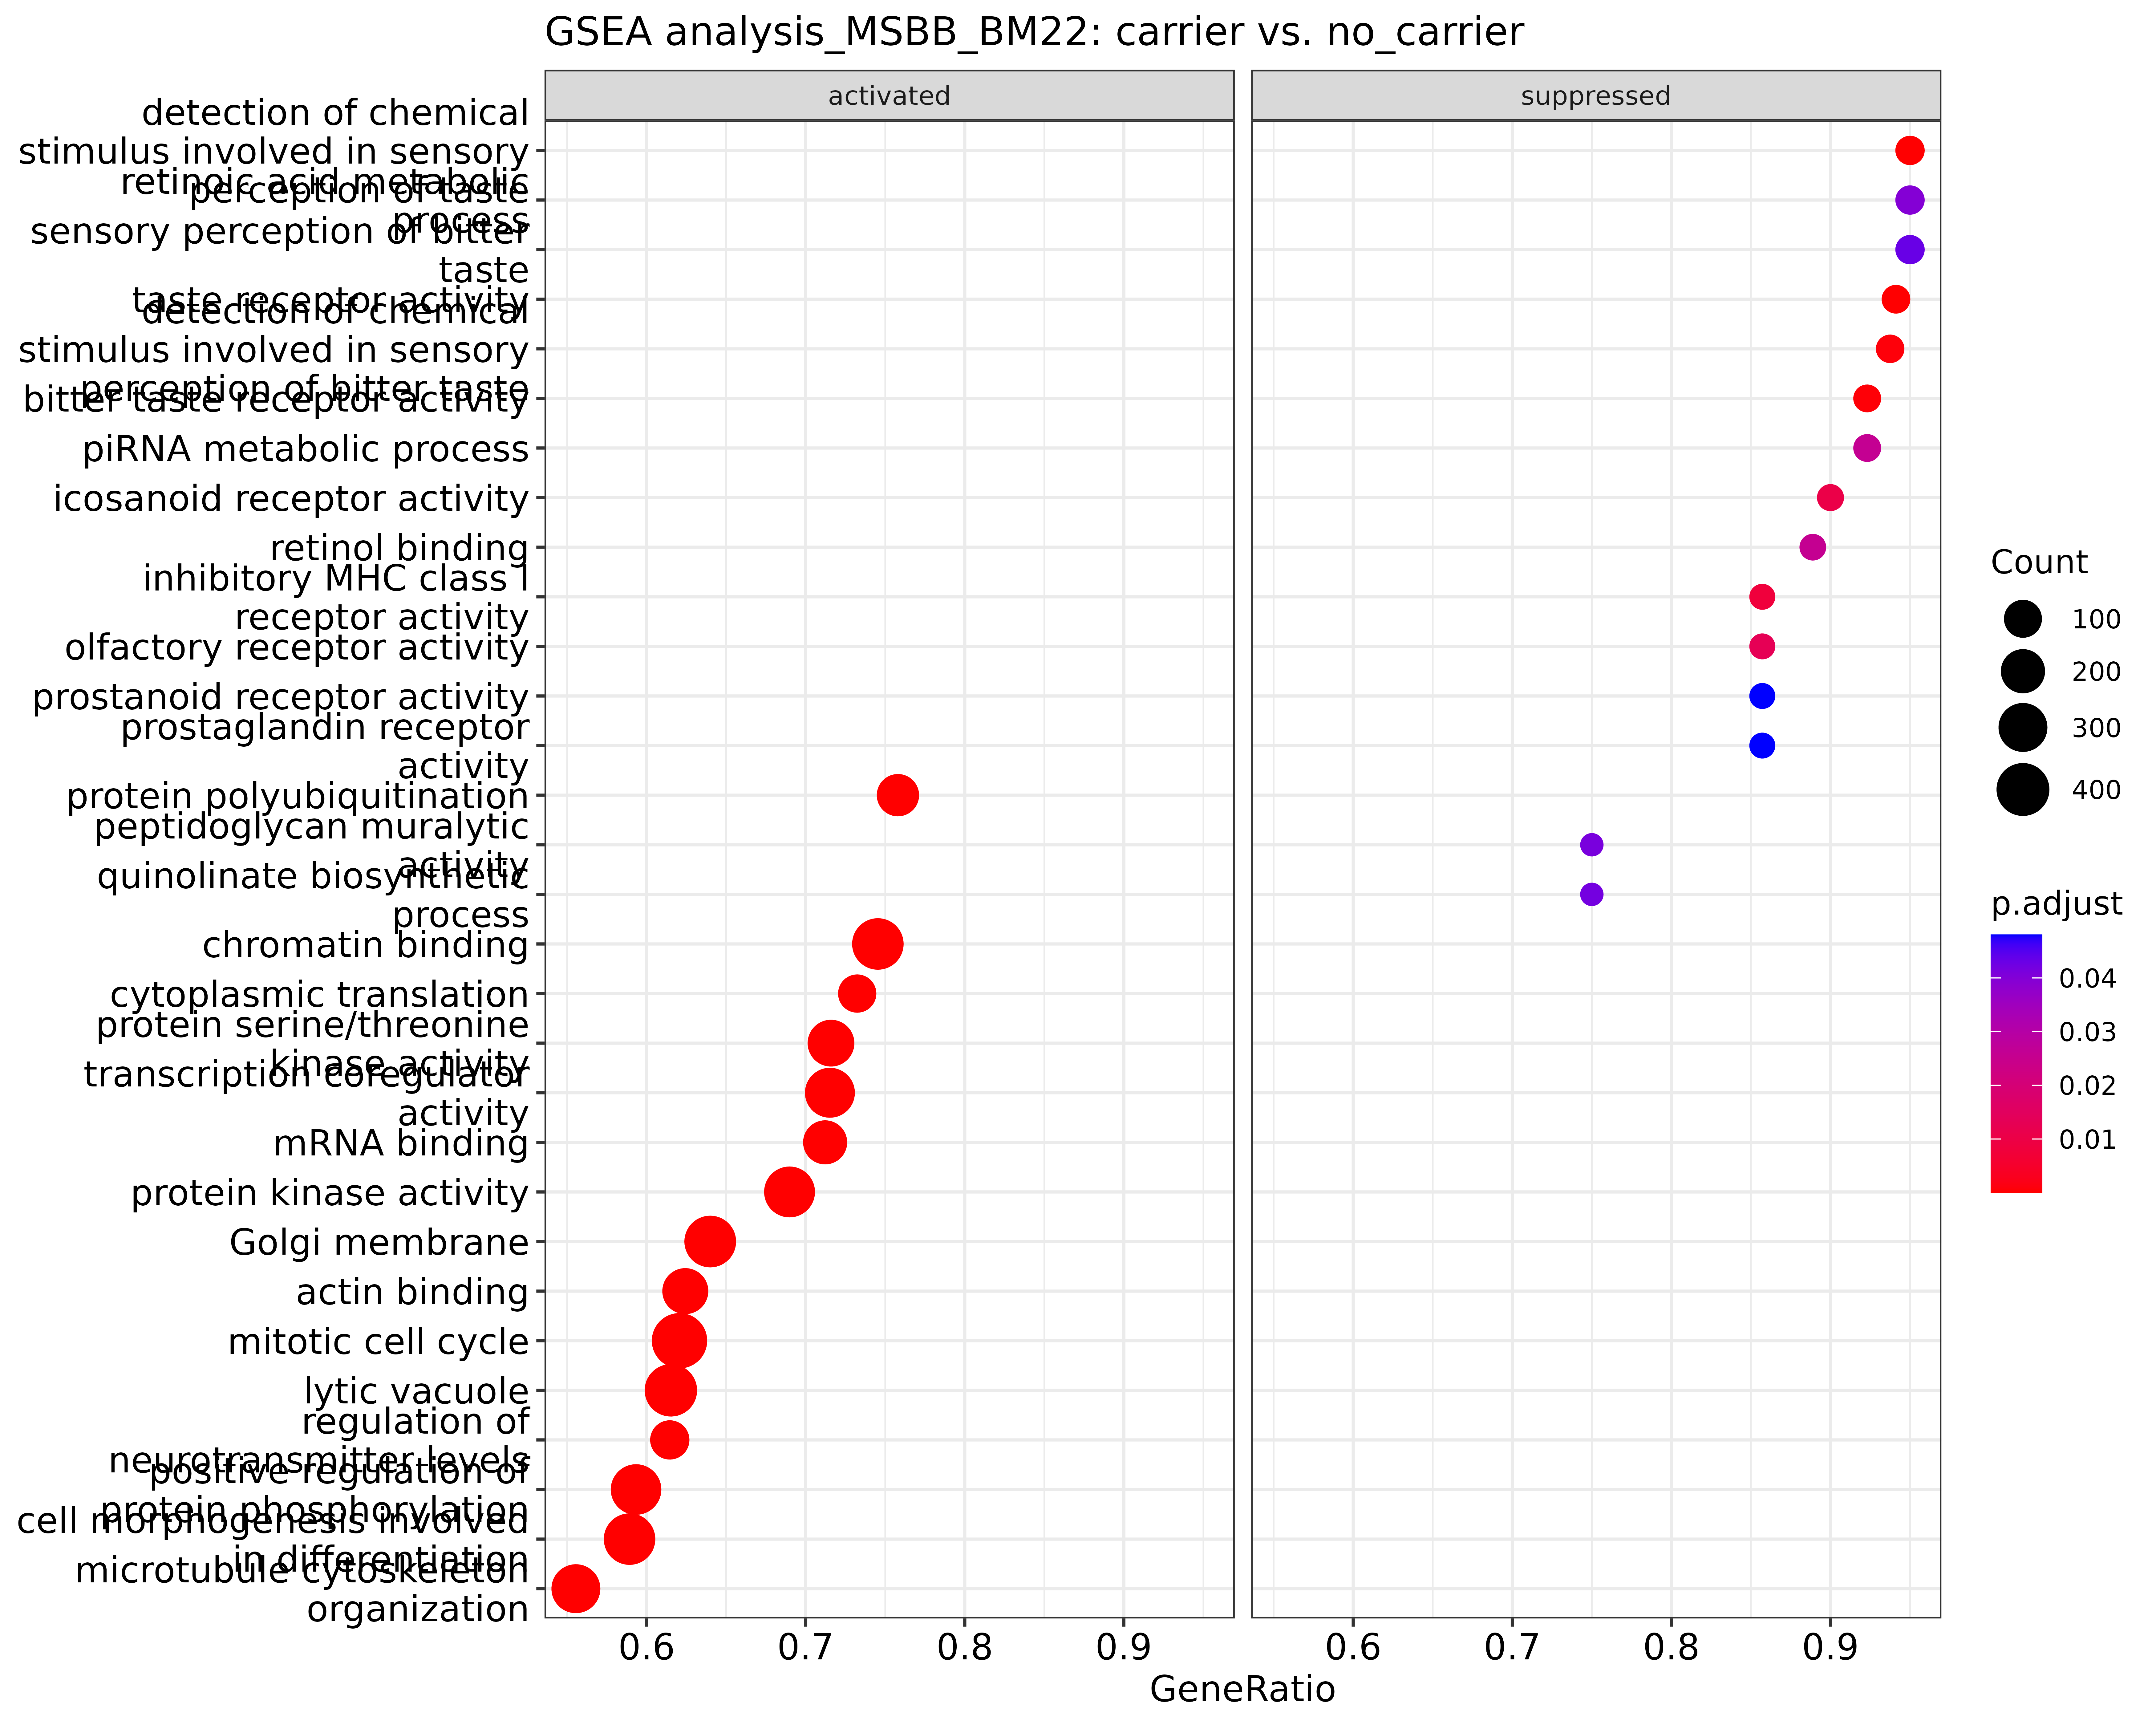 GSEA analysis_MSBB_BM22: carrier vs. no_carrier
activated
suppressed
detection of chemical
stimulus involved in sensory
perception of taste
retinoic acid metabolic
process
sensory perception of bitter
taste
taste receptor activity
detection of chemical
stimulus involved in sensory
perception of bitter taste
bitter taste receptor activity
piRNA metabolic process
icosanoid receptor activity
retinol binding
inhibitory MHC class I
receptor activity
olfactory receptor activity
prostanoid receptor activity
prostaglandin receptor
activity
protein polyubiquitination
peptidoglycan muralytic
activity
quinolinate biosynthetic
process
chromatin binding
cytoplasmic translation
protein serine/threonine
kinase activity
transcription coregulator
activity
mRNA binding
protein kinase activity
Golgi membrane
actin binding
mitotic cell cycle
lytic vacuole
regulation of
neurotransmitter levels
positive regulation of
protein phosphorylation
cell morphogenesis involved
in differentiation
microtubule cytoskeleton
organization
0.6 0.7 0.8 0.9
0.6 0.7 0.8 0.9
GeneRatio
Count
100
200
300
400
p.adjust
0.04
0.03
0.02
0.01